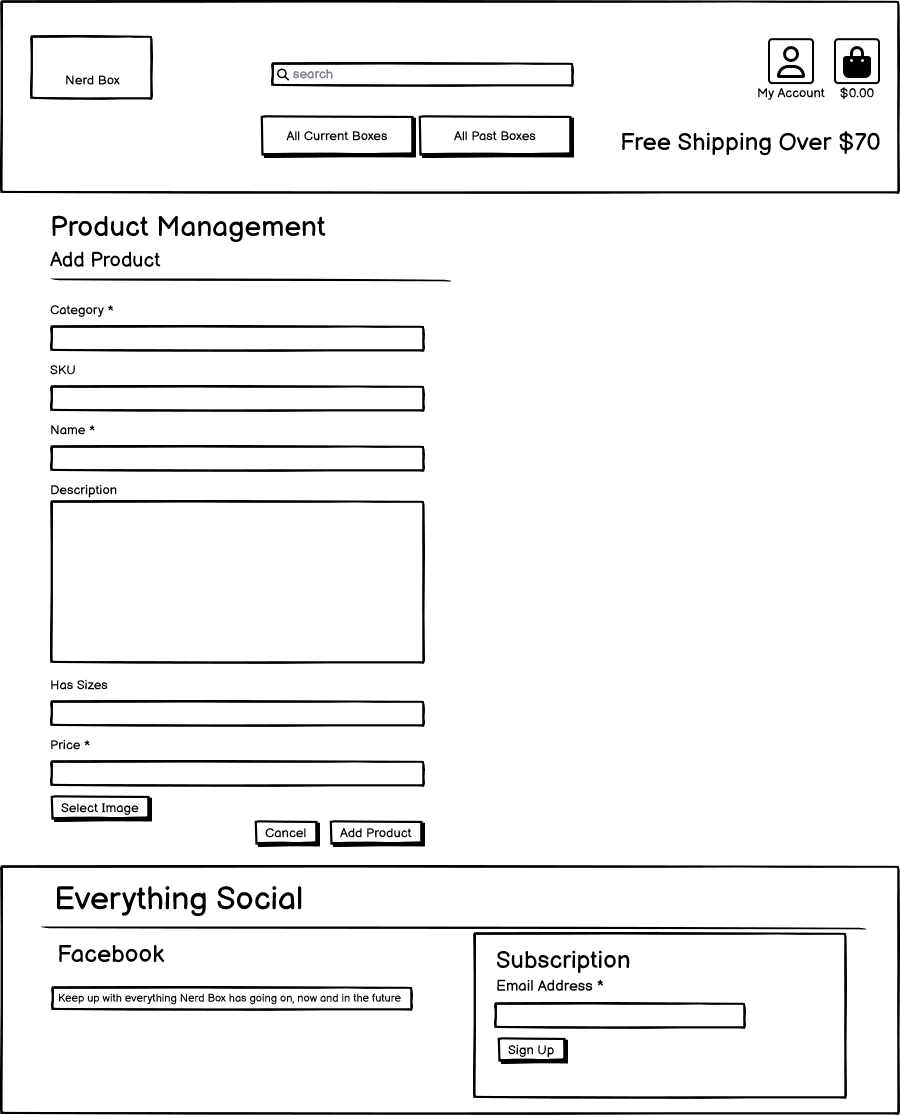 Nerd Box
search
My Account
$0.00
All Current Boxes
All Past Boxes
Free Shipping Over $70
Product Management
Add Product
Category *
SKU
Name *
Description
Has Sizes
Price *
Select Image
Cancel
Add Product
Everything Social
Facebook
Keep up with everything Nerd Box has going on, now and in the future
Subscription
Email Address *
Sign Up